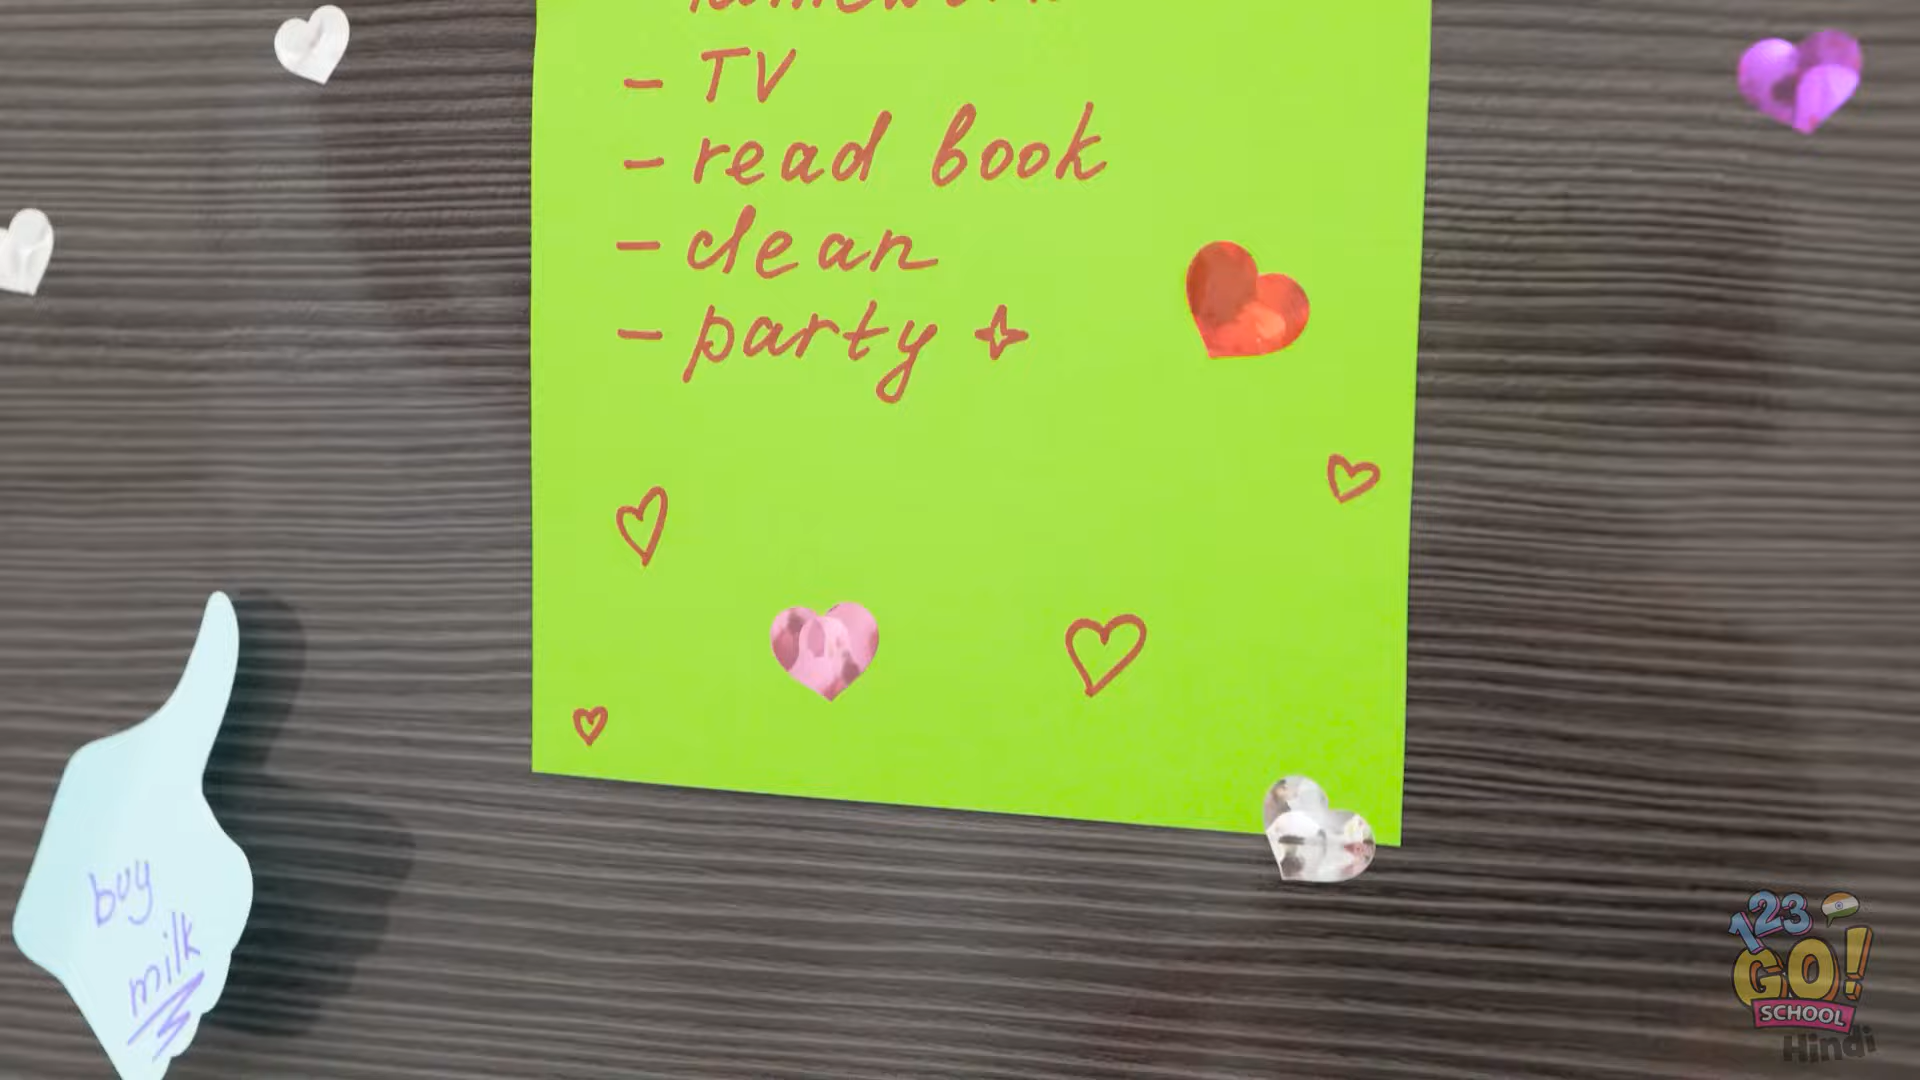 - TV
- read book
- clean
- party
buy
milk
123
GO!
SCHOOL
Hindi